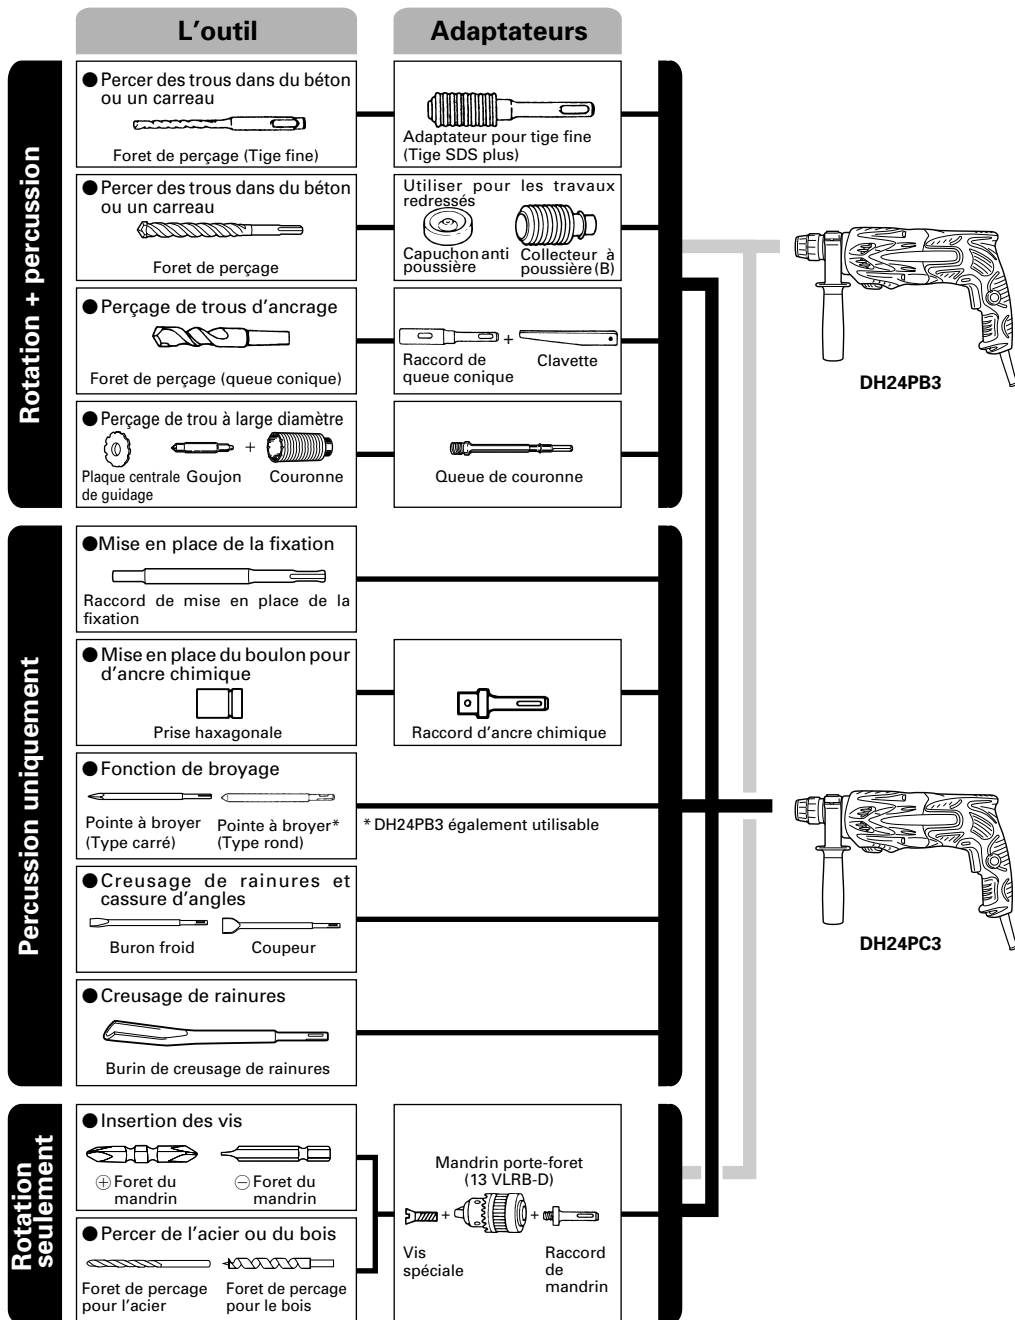 L'outil
Adaptateurs
Rotation + percussion
● Percer des trous dans du béton
ou un carreau
Foret de perçage (Tige fine)
Adaptateur pour tige fine
(Tige SDS plus)
● Percer des trous dans du béton
ou un carreau
Foret de perçage
Utiliser pour les travaux
redressés
Capuchon anti
poussière
Collecteur à
poussière (B)
● Perçage de trous d'ancrage
Foret de perçage (queue conique)
+
Raccord de
queue conique
Clavette
● Perçage de trou à large diamètre
+
Plaque centrale
de guidage
Goujon
Couronne
Queue de couronne
DH24PB3
Percussion uniquement
●Mise en place de la fixation
Raccord de mise en place de la
fixation
● Mise en place du boulon pour
d'ancre chimique
Prise haxagonale
Raccord d'ancre chimique
● Fonction de broyage
Pointe à broyer
(Type carré)
Pointe à broyer*
(Type rond)
* DH24PB3 également utilisable
● Creusage de rainures et
cassure d'angles
Buron froid
Coupeur
● Creusage de rainures
Burin de creusage de rainures
DH24PC3
Rotation
seulement
● Insertion des vis
⊕ Foret du
mandrin
⊖ Foret du
mandrin
● Percer de l'acier ou du bois
Foret de percage
pour l'acier
Foret de percage
pour le bois
Mandrin porte-foret
(13 VLRB-D)
+ +
Vis
spéciale
Raccord
de
mandrin